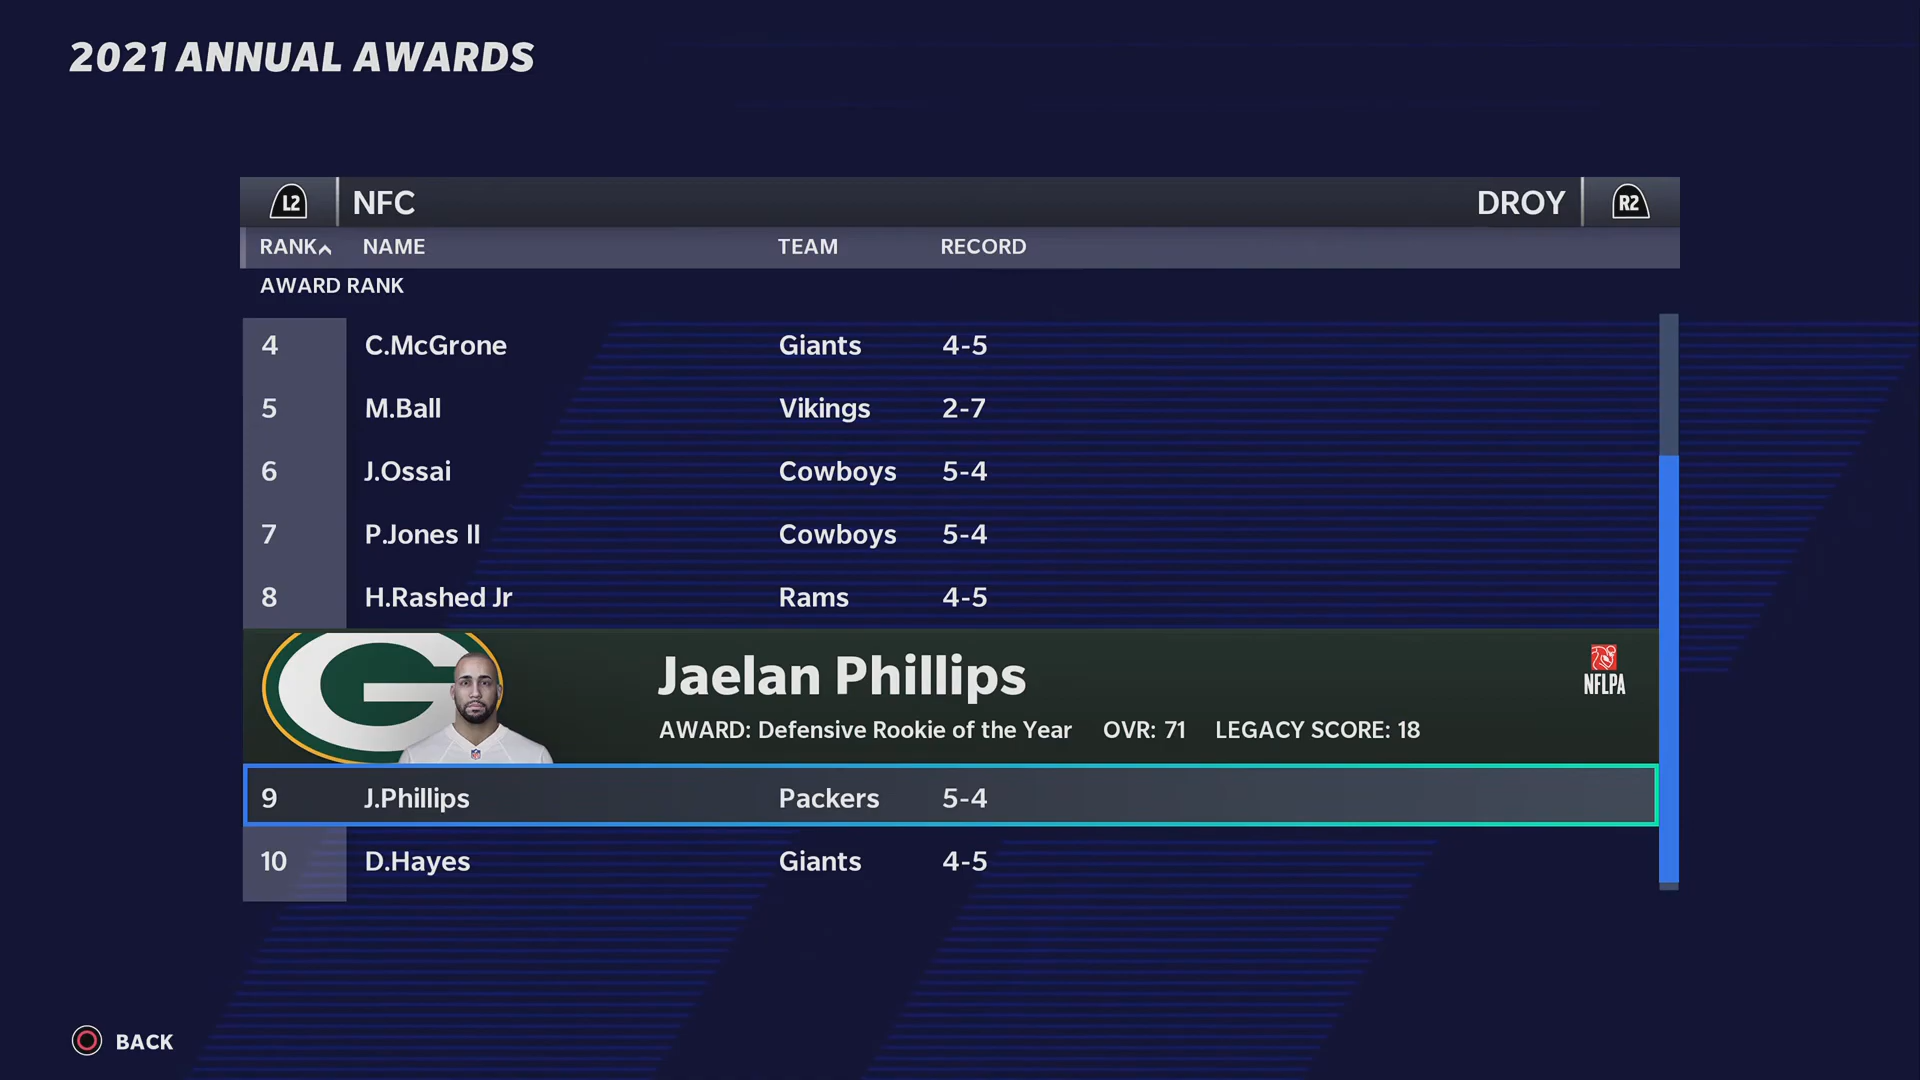 2021 ANNUAL AWARDS
L2 NFC DROY R2
RANK NAME TEAM RECORD
AWARD RANK
4 C.McGrone Giants 4-5
5 M.Ball Vikings 2-7
6 J.Ossai Cowboys 5-4
7 P.Jones II Cowboys 5-4
8 H.Rashed Jr Rams 4-5
G
Jaelan Phillips
NFLPA
AWARD: Defensive Rookie of the Year OVR: 71 LEGACY SCORE: 18
9 J.Phillips Packers 5-4
10 D.Hayes Giants 4-5
BACK